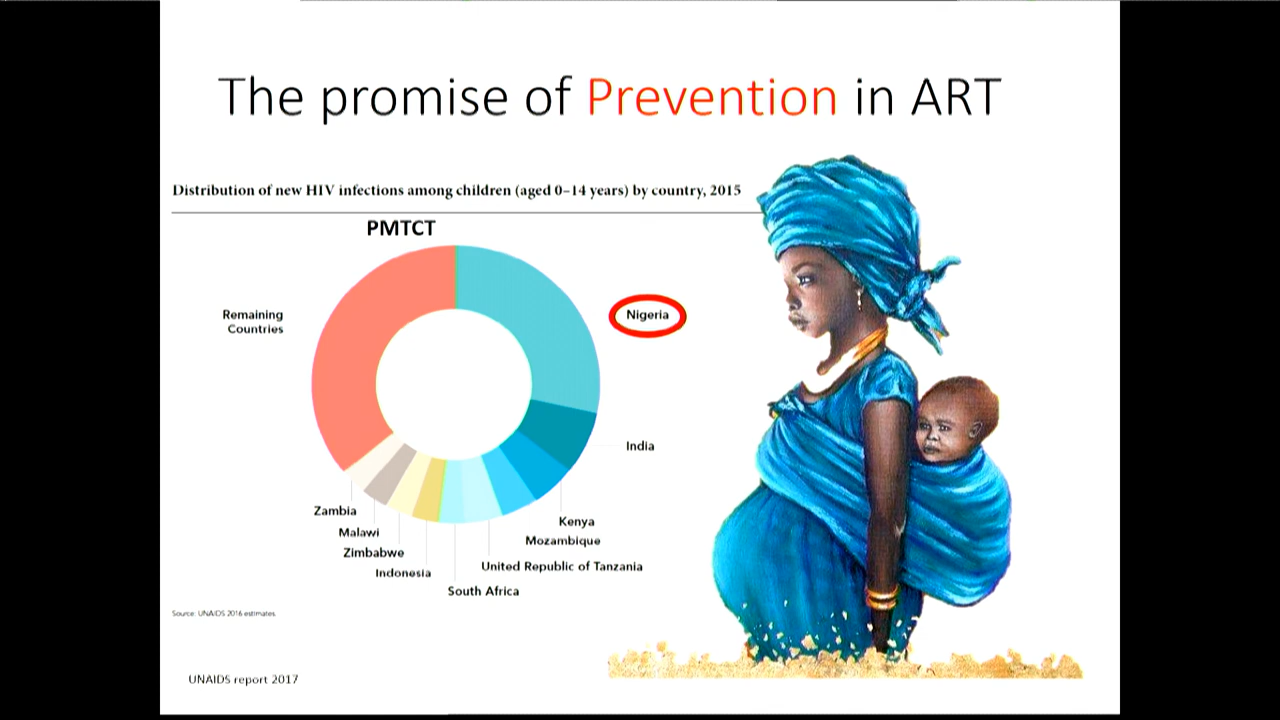 The promise of Prevention in ART
Distribution of new HIV infections among children (aged 0–14 years) by country, 2015
PMTCT
Remaining
Countries
Nigeria
India
Zambia
Kenya
Malawi
Mozambique
Zimbabwe
United Republic of Tanzania
Indonesia
South Africa
Source: UNAIDS 2016 estimates.
UNAIDS report 2017